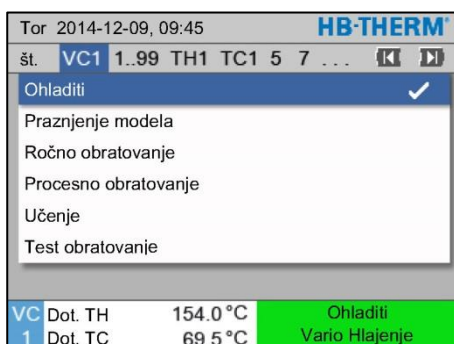 Tor 2014-12-09, 09:45 HB-THERM®
št. VC1 1..99 TH1 TC1 5 7 ...
Ohladiti
Praznjenje modela
Ročno obratovanje
Procesno obratovanje
Učenje
Test obratovanje
VC Dot. TH 154.0 °C Ohladiti
1 Dot. TC 69.5 °C Vario Hlajenje